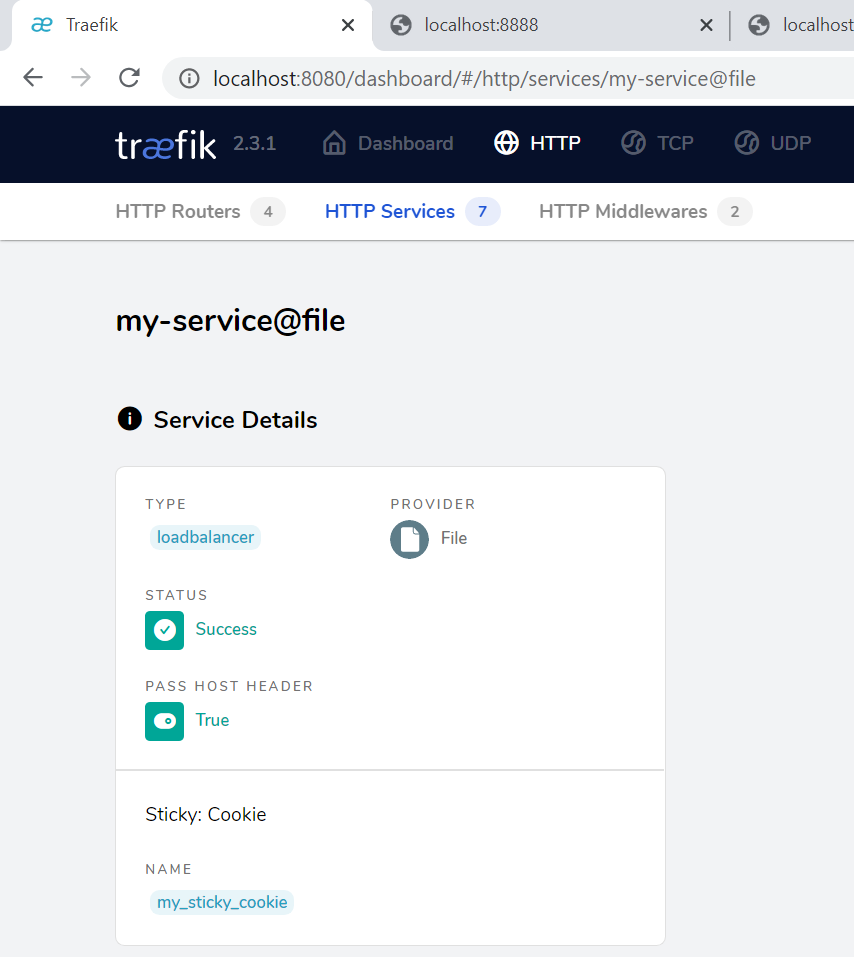 Traefik
localhost:8888
localhost
localhost:8080/dashboard/#/http/services/my-service@file
træfik 2.3.1 Dashboard HTTP TCP UDP
HTTP Routers 4 HTTP Services 7 HTTP Middlewares 2
my-service@file
Service Details
TYPE PROVIDER
loadbalancer File
STATUS
Success
PASS HOST HEADER
True
Sticky: Cookie
NAME
my_sticky_cookie